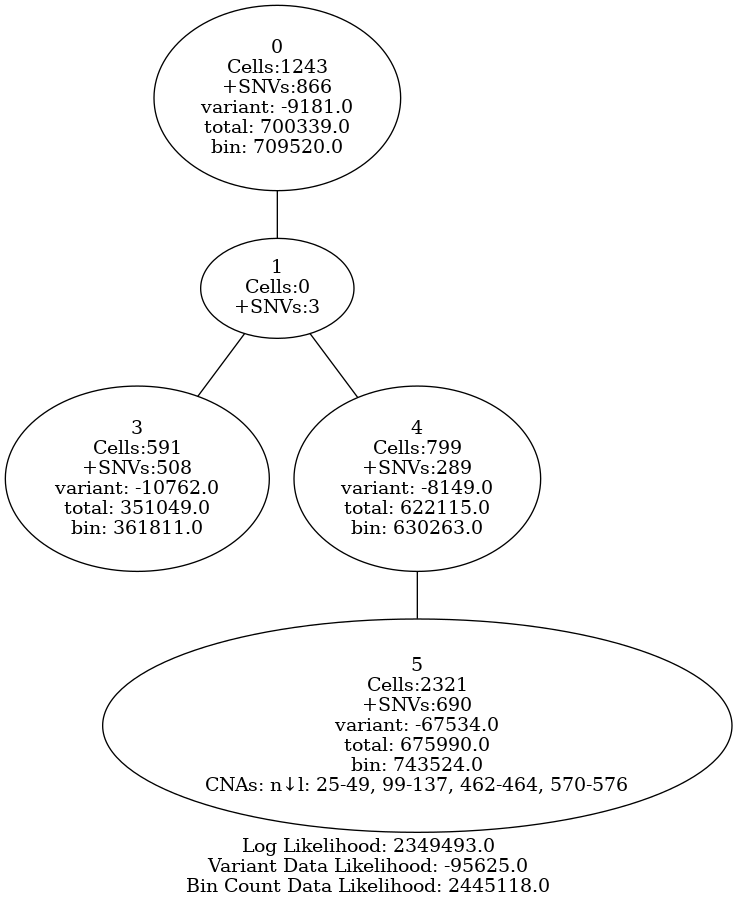 0
Cells:1243
+SNVs:866
variant: -9181.0
total: 700339.0
bin: 709520.0
1
Cells:0
+SNVs:3
3
Cells:591
+SNVs:508
variant: -10762.0
total: 351049.0
bin: 361811.0
4
Cells:799
+SNVs:289
variant: -8149.0
total: 622115.0
bin: 630263.0
5
Cells:2321
+SNVs:690
variant: -67534.0
total: 675990.0
bin: 743524.0
CNAs: n↓l: 25-49, 99-137, 462-464, 570-576
Log Likelihood: 2349493.0
Variant Data Likelihood: -95625.0
Bin Count Data Likelihood: 2445118.0